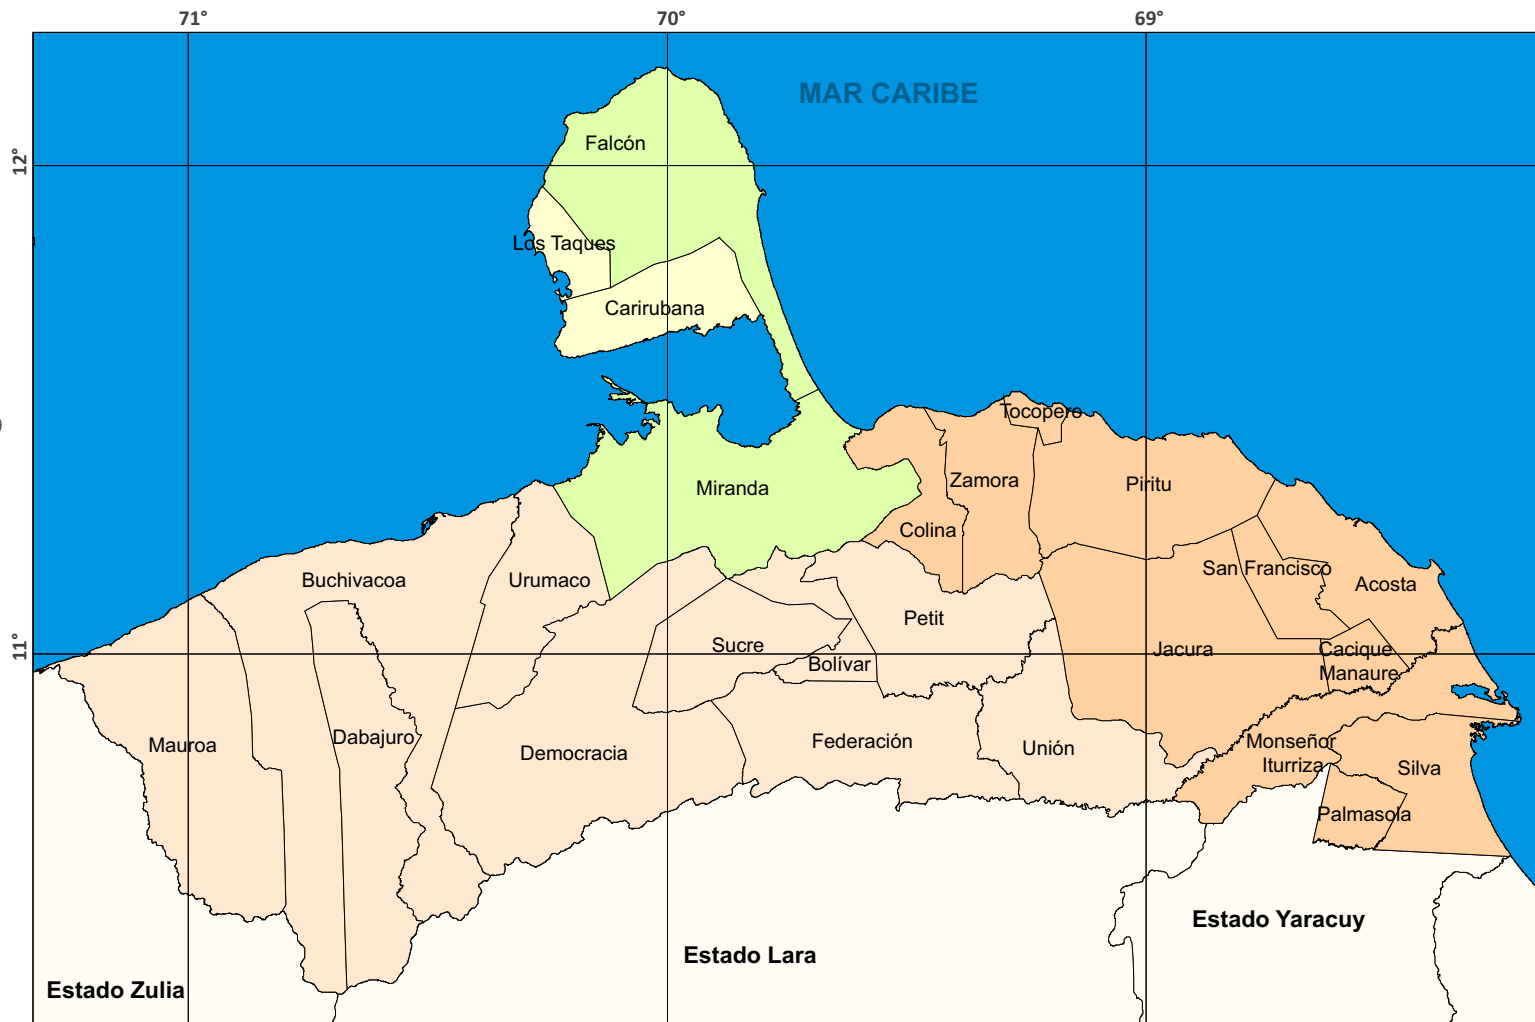 71°
70°
69°
MAR CARIBE
12°
Falcón
Los Taques
Carirubana
Tocopero
Miranda
Zamora
Piritu
Colina
Buchivacoa
Urumaco
San Francisco
Acosta
Petit
11°
Sucre
Bolívar
Jacura
Cacique
Manaure
Mauroa
Dabajuro
Democracia
Federación
Unión
Monseñor
Iturriza
Silva
Palmasola
Estado Yaracuy
Estado Lara
Estado Zulia